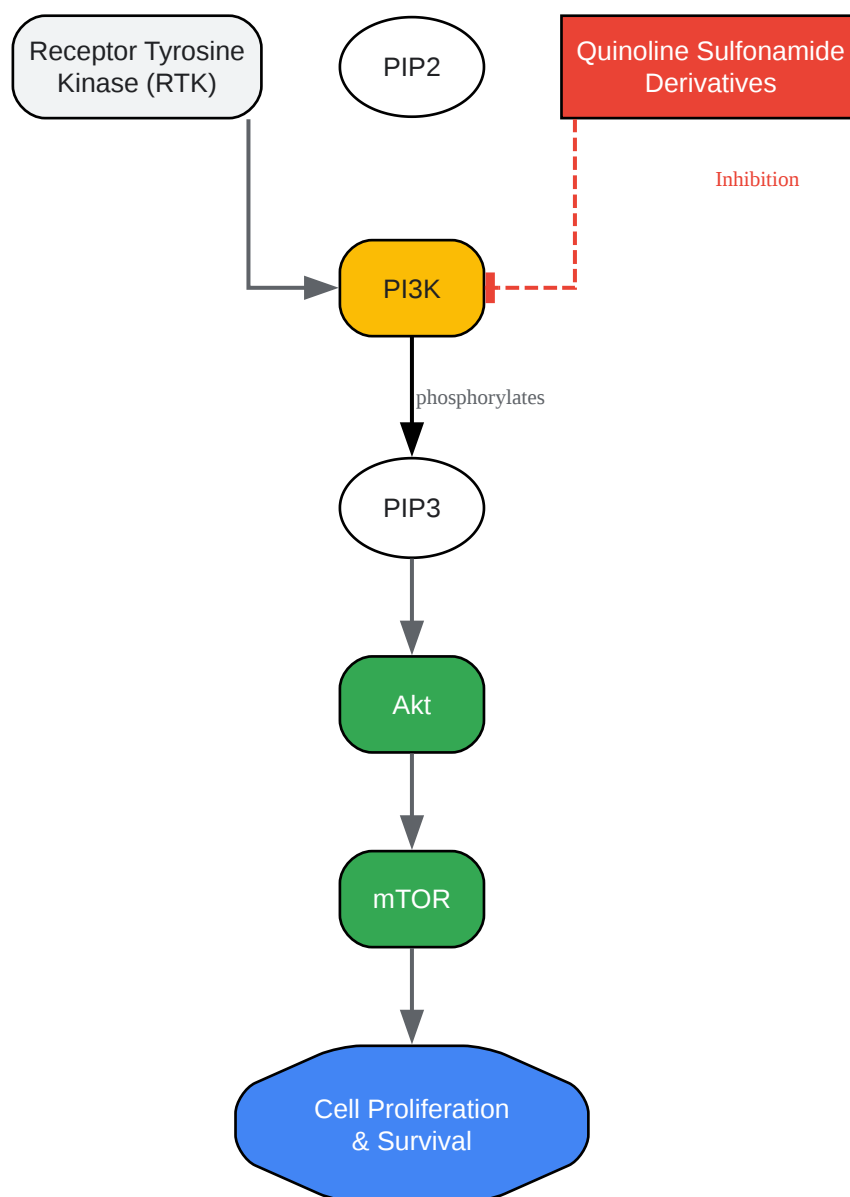 Receptor Tyrosine
Kinase (RTK)
PIP2
Quinoline Sulfonamide
Derivatives
Inhibition
PI3K
phosphorylates
PIP3
Akt
mTOR
Cell Proliferation
& Survival